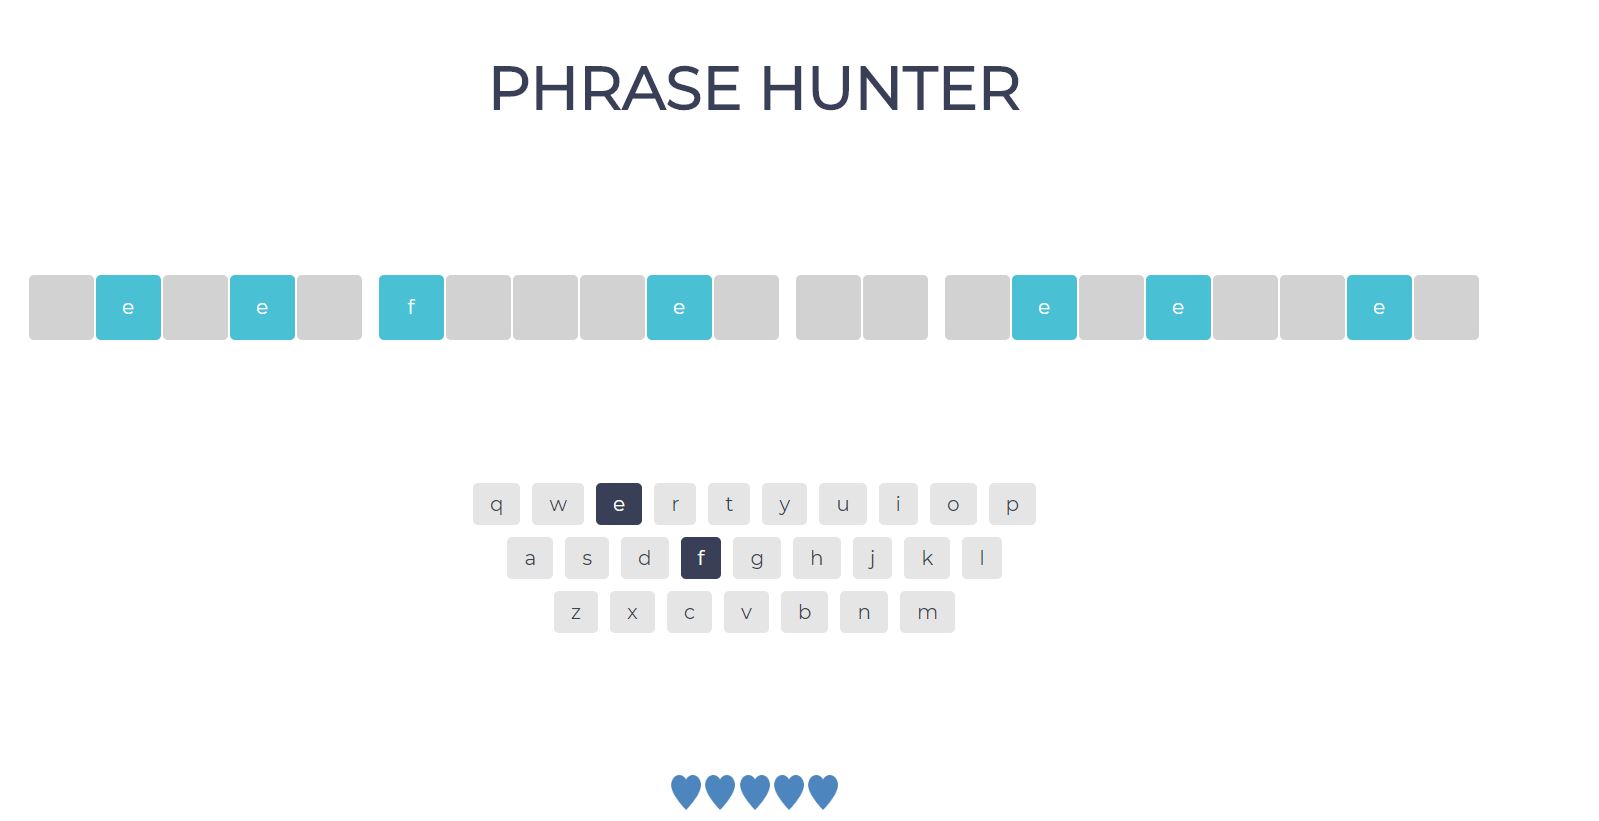 PHRASE HUNTER
e e f e e e e
q w e r t y u i o p
a s d f g h j k l
z x c v b n m